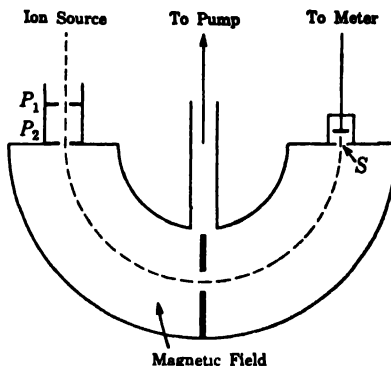 Ion Source
To Pump
To Meter
P₁
P₂
S
Magnetic Field